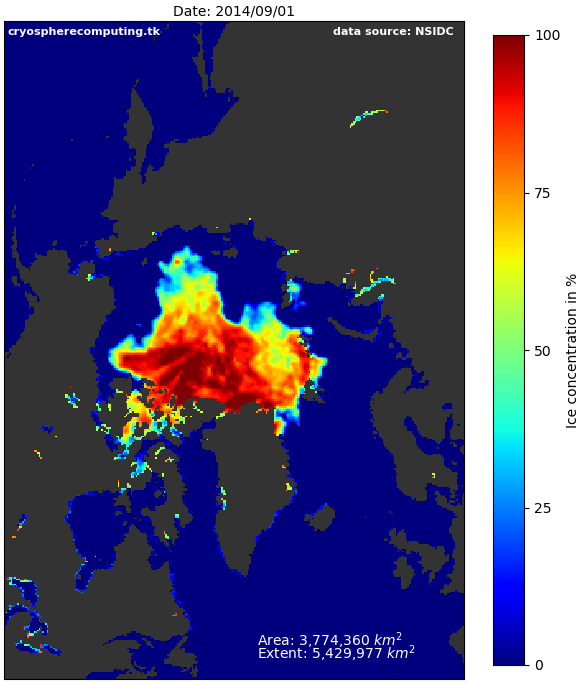 Date: 2014/09/01
cryospherecomputing.tk
data source: NSIDC
100
75
50
25
0
Ice concentration in %
Area: 3,774,360 km²
Extent: 5,429,977 km²